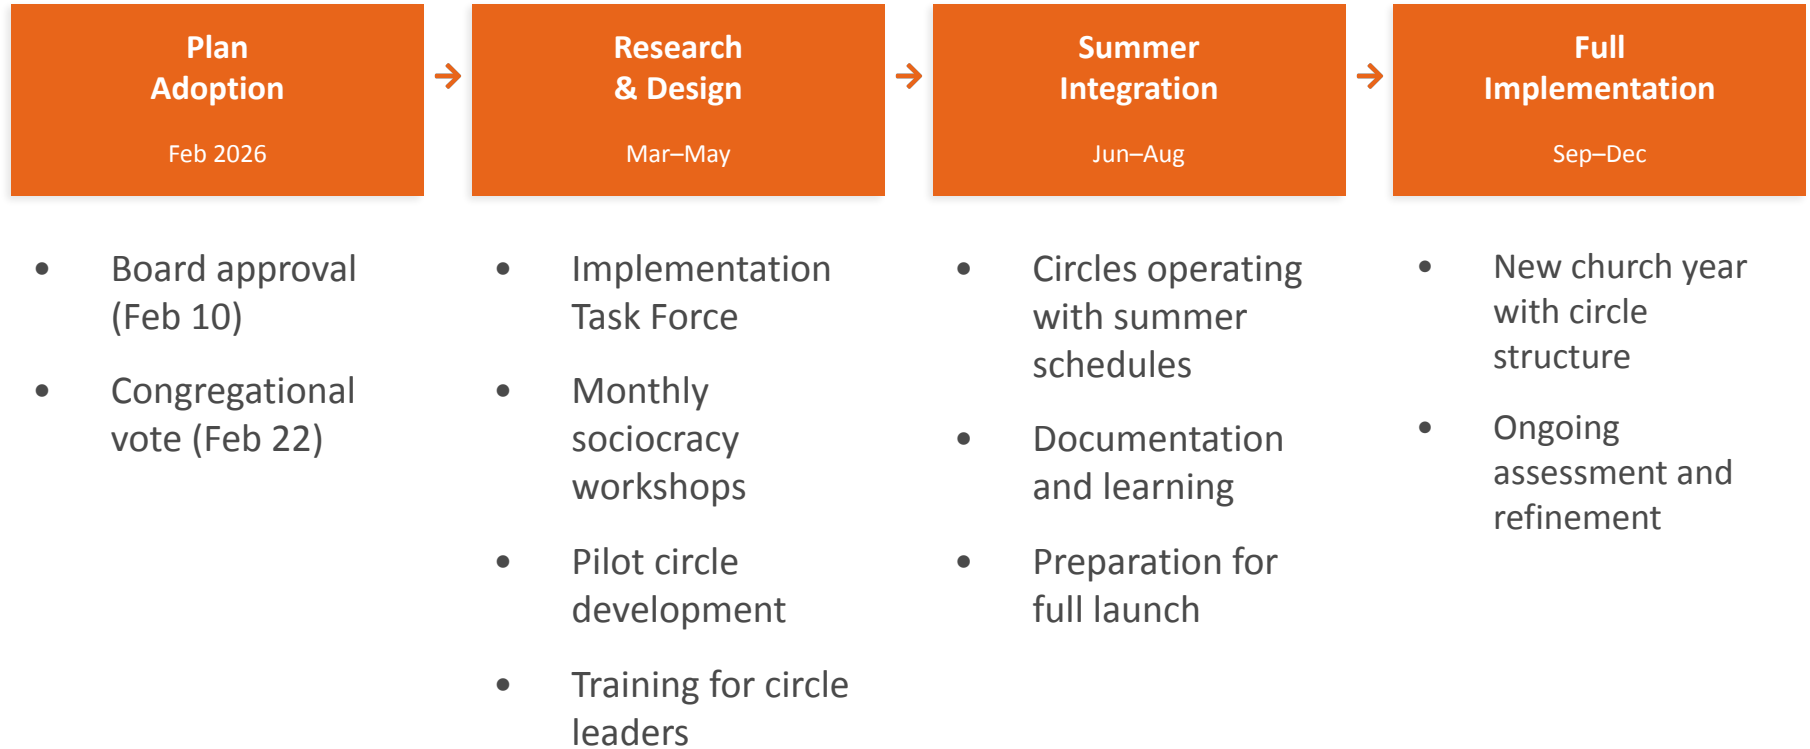 Plan
Adoption
Feb 2026
Research
& Design
Mar–May
Summer
Integration
Jun–Aug
Full
Implementation
Sep–Dec
• Board approval
(Feb 10)
• Congregational
vote (Feb 22)
• Implementation
Task Force
• Monthly
sociocracy
workshops
• Pilot circle
development
• Training for circle
leaders
• Circles operating
with summer
schedules
• Documentation
and learning
• Preparation for
full launch
• New church year
with circle
structure
• Ongoing
assessment and
refinement